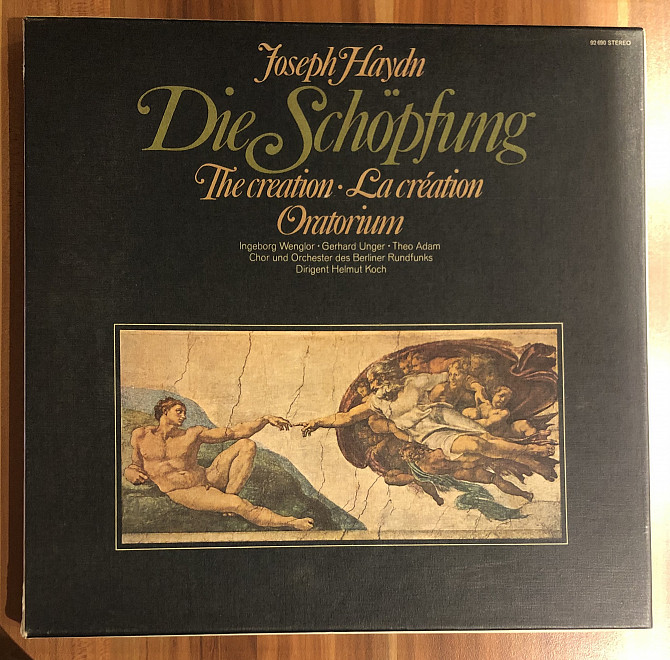 92 690 STEREO
Joseph Haydn
Die Schöpfung
The creation · La création
Oratorium
Ingeborg Wenglor · Gerhard Unger · Theo Adam
Chor und Orchester des Berliner Rundfunks
Dirigent Helmut Koch